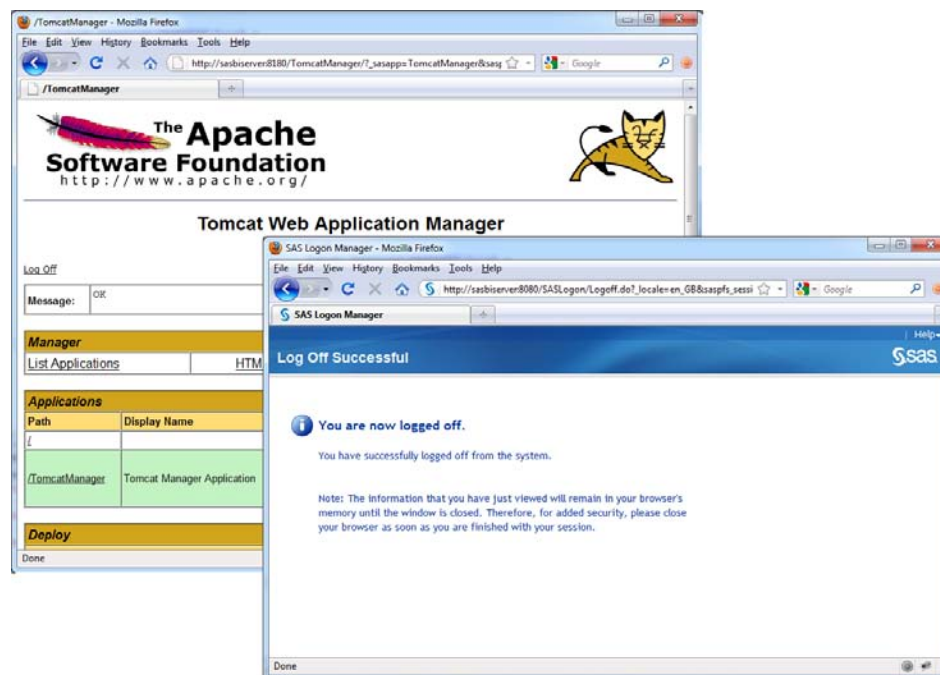 /TomcatManager - Mozilla Firefox
File Edit View History Bookmarks Tools Help
http://sasbiserver:8180/TomcatManager/?_sasapp=TomcatManager&sasp
Google
/TomcatManager
The Apache
Software Foundation
http://www.apache.org/
Tomcat Web Application Manager
Log Off
Message: OK
Manager
List Applications HTM
Applications
Path Display Name
/
/TomcatManager Tomcat Manager Application
Deploy
Done
SAS Logon Manager - Mozilla Firefox
File Edit View History Bookmarks Tools Help
http://sasbiserver:8080/SASLogon/Logoff.do?_locale=en_GB&saspfs_sessi
Google
SAS Logon Manager
Help
Log Off Successful
sas
You are now logged off.
You have successfully logged off from the system.
Note: The information that you have just viewed will remain in your browser's
memory until the window is closed. Therefore, for added security, please close
your browser as soon as you are finished with your session.
Done